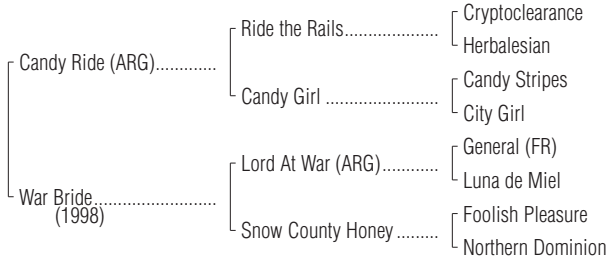 Cryptoclearance
Ride the Rails....................
Herbalesian
Candy Ride (ARG).............
Candy Stripes
Candy Girl ........................
City Girl
General (FR)
Lord At War (ARG)............
Luna de Miel
War Bride..........................
(1998)
Foolish Pleasure
Snow County Honey .........
Northern Dominion